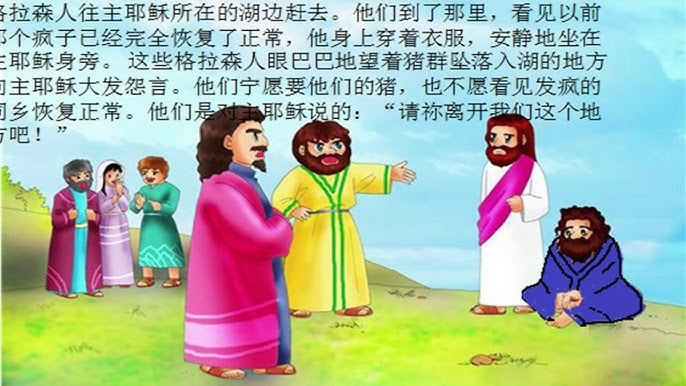 格拉森人往主耶稣所在的湖边赶去。他们到了那里，看见以前
那个疯子已经完全恢复了正常，他身上穿着衣服，安静地坐在
主耶稣身旁。 这些格拉森人眼巴巴地望着猪群坠落入湖的地方
向主耶稣大发怨言。他们宁愿要他们的猪，也不愿看见发疯的
同乡恢复正常。他们是对主耶稣说的：“请祢离开我们这个地
方吧！”